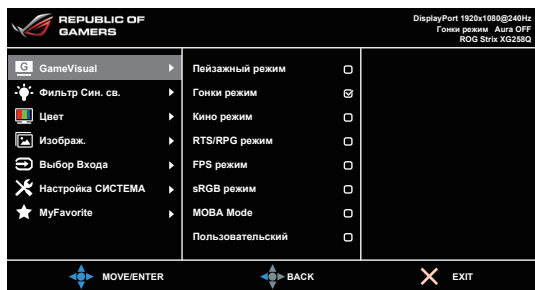 REPUBLIC OF
GAMERS
DisplayPort 1920x1080@240Hz
Гонки режим Aura OFF
ROG Strix XG258Q
G GameVisual
Фильтр Син. св.
Цвет
Изображ.
Выбор Входа
Настройка СИСТЕМА
MyFavorite
Пейзажный режим
Гонки режим
Кино режим
RTS/RPG режим
FPS режим
sRGB режим
MOBA Mode
Пользовательский
MOVE/ENTER
BACK
EXIT